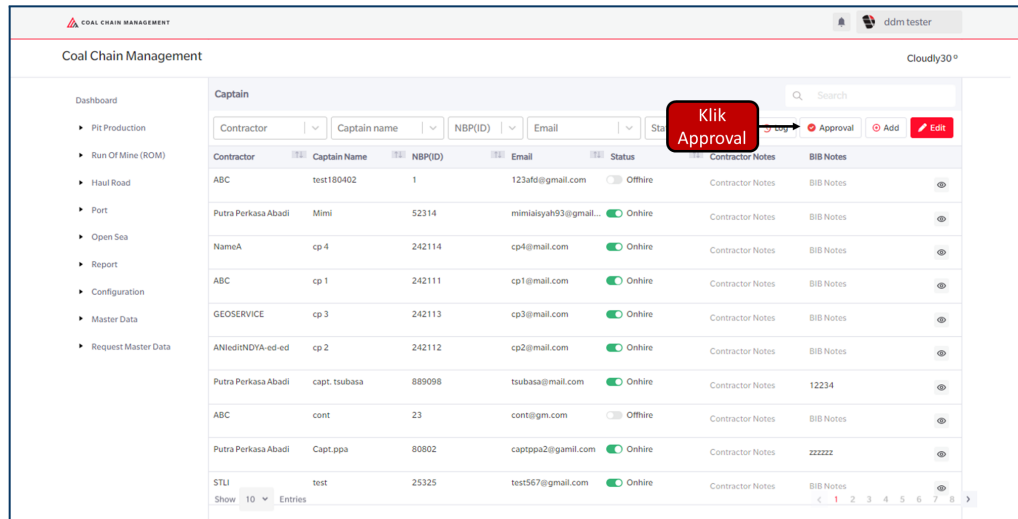 COAL CHAIN MANAGEMENT
ddm tester
Coal Chain Management
Cloudly30°
Dashboard
Pit Production
Run Of Mine (ROM)
Haul Road
Port
Open Sea
Report
Configuration
Master Data
Request Master Data
Captain
Search
Contractor Captain name NBP(ID) Email
Klik
Approval
Approval Add Edit
Contractor Captain Name NBP(ID) Email Status Contractor Notes BIB Notes
ABC test180402 1 123afd@gmail.com Offhire Contractor Notes BIB Notes
Putra Perkasa Abadi Mimi 52314 mimiaisyah93@gmail... Onhire Contractor Notes BIB Notes
NameA cp 4 242114 cp4@mail.com Onhire Contractor Notes BIB Notes
ABC cp 1 242111 cp1@mail.com Onhire Contractor Notes BIB Notes
GEOSERVICE cp 3 242113 cp3@mail.com Onhire Contractor Notes BIB Notes
ANIeditNDYA-ed-ed cp 2 242112 cp2@mail.com Onhire Contractor Notes BIB Notes
Putra Perkasa Abadi capt. tsubasa 889098 tsubasa@mail.com Onhire Contractor Notes 12234
ABC cont 23 cont@gm.com Offhire Contractor Notes BIB Notes
Putra Perkasa Abadi Capt.ppa 80802 captppa2@gamil.com Onhire Contractor Notes zzzzzz
STLI test 25325 test567@gmail.com Onhire Contractor Notes BIB Notes
Show 10 Entries
1 2 3 4 5 6 7 8